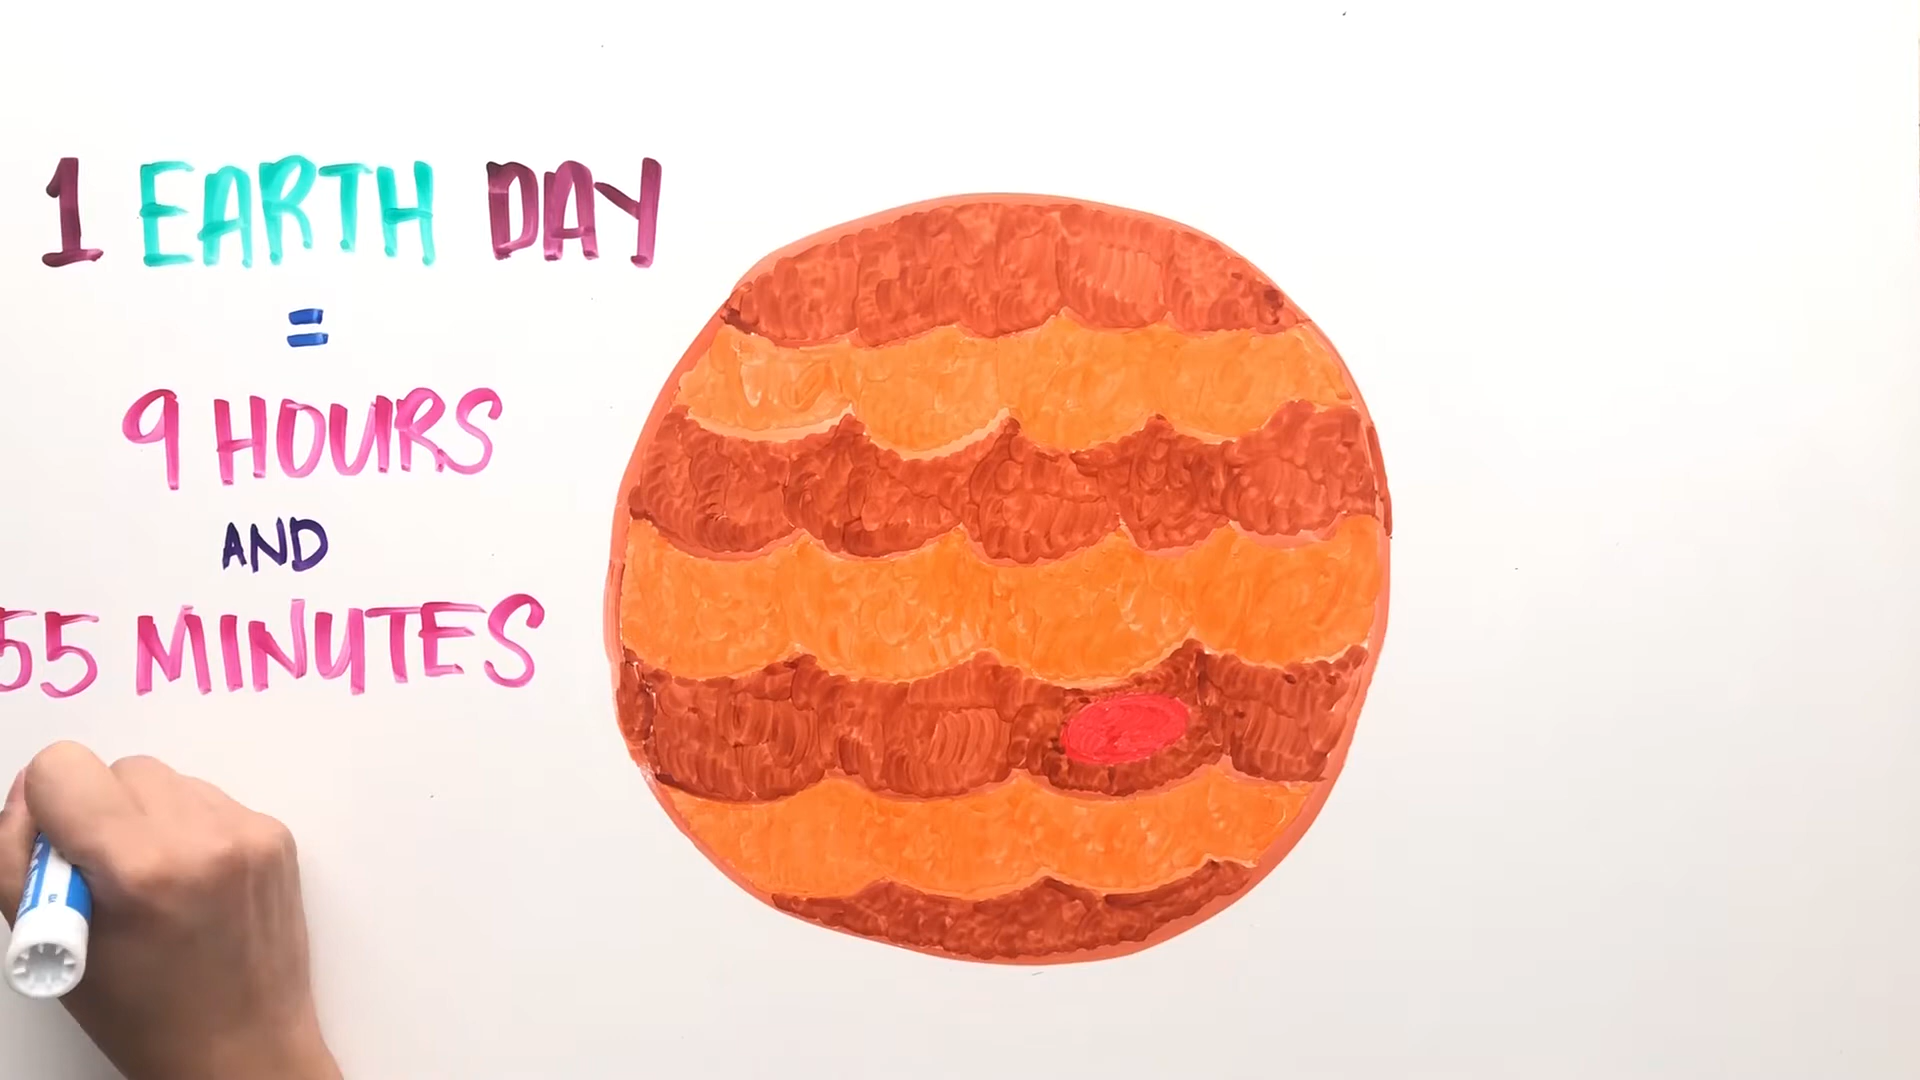 1 EARTH DAY
=
9 HOURS
AND
55 MINUTES